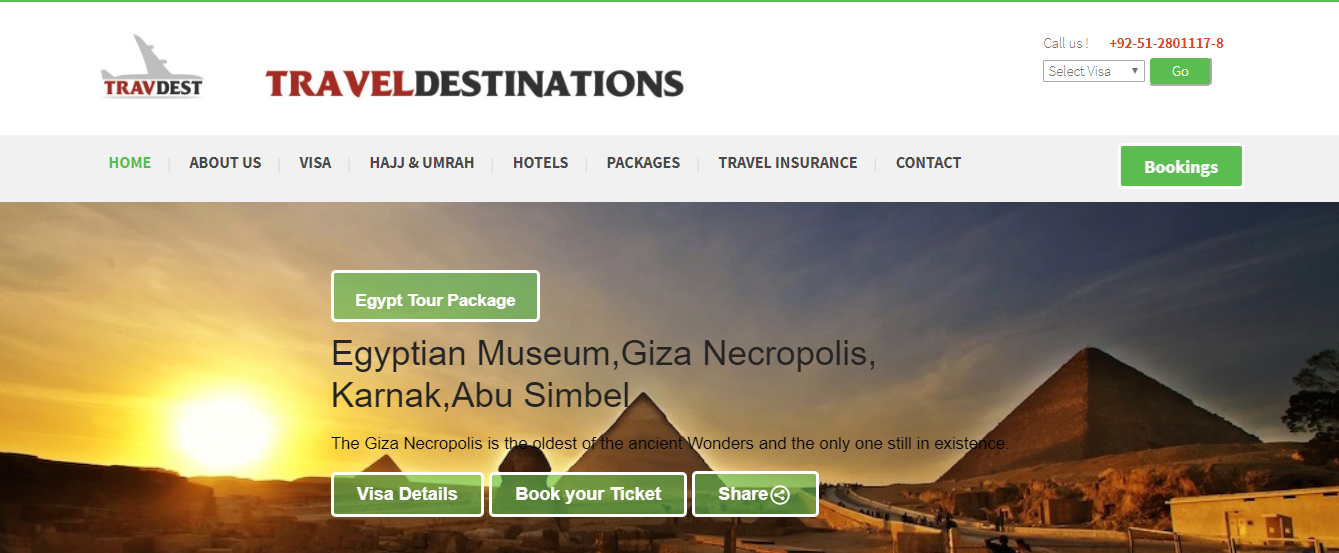 TRAVDEST
TRAVELDESTINATIONS
Call us ! +92-51-2801117-8
Select Visa Go
HOME ABOUT US VISA HAJJ & UMRAH HOTELS PACKAGES TRAVEL INSURANCE CONTACT
Bookings
Egypt Tour Package
Egyptian Museum,Giza Necropolis,
Karnak,Abu Simbel
The Giza Necropolis is the oldest of the ancient Wonders and the only one still in existence.
Visa Details Book your Ticket Share